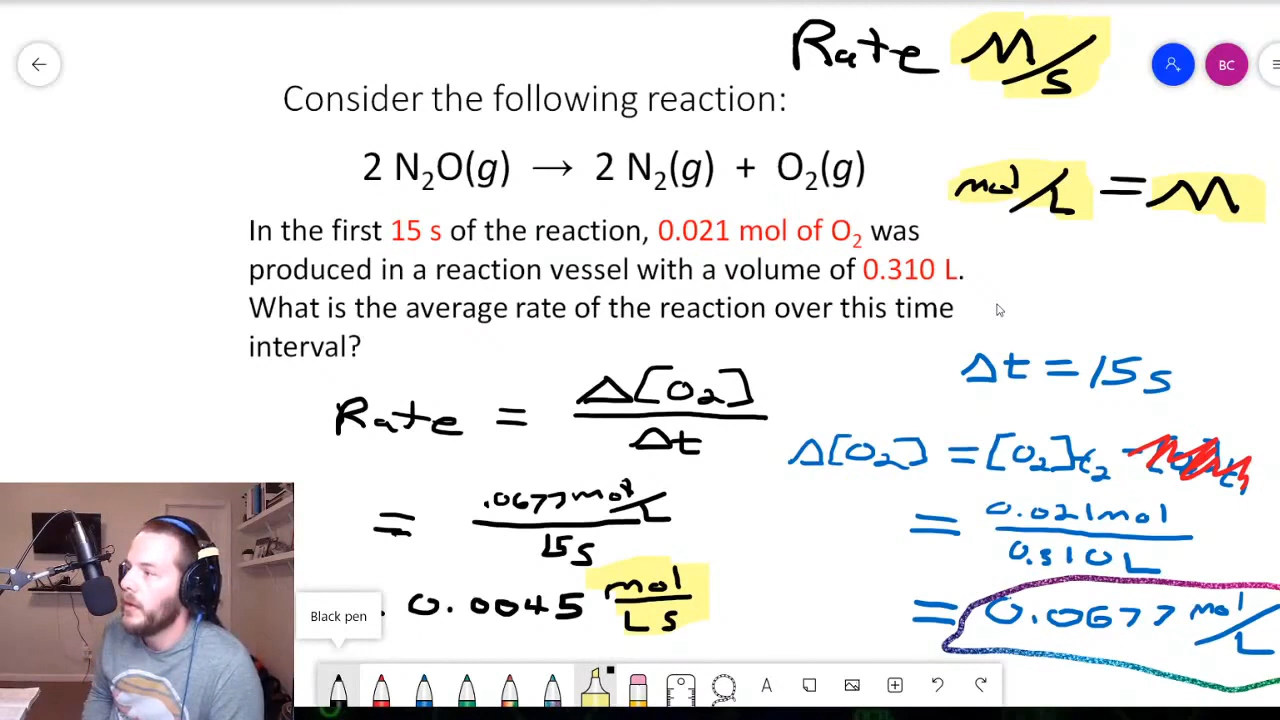 Rate M/s
BC
Consider the following reaction:
2 N₂O(g) → 2 N₂(g) + O₂(g)
mol/L = M
In the first 15 s of the reaction, 0.021 mol of O₂ was
produced in a reaction vessel with a volume of 0.310 L.
What is the average rate of the reaction over this time
interval?
Δt = 15 s
Rate = Δ[O₂]
Δt
Δ[O₂] = [O₂]t₂ -
= .0677 mol/L
15 s
= 0.021 mol
0.310 L
0.0045 mol
L s
= 0.0677 mol/L
Black pen
A